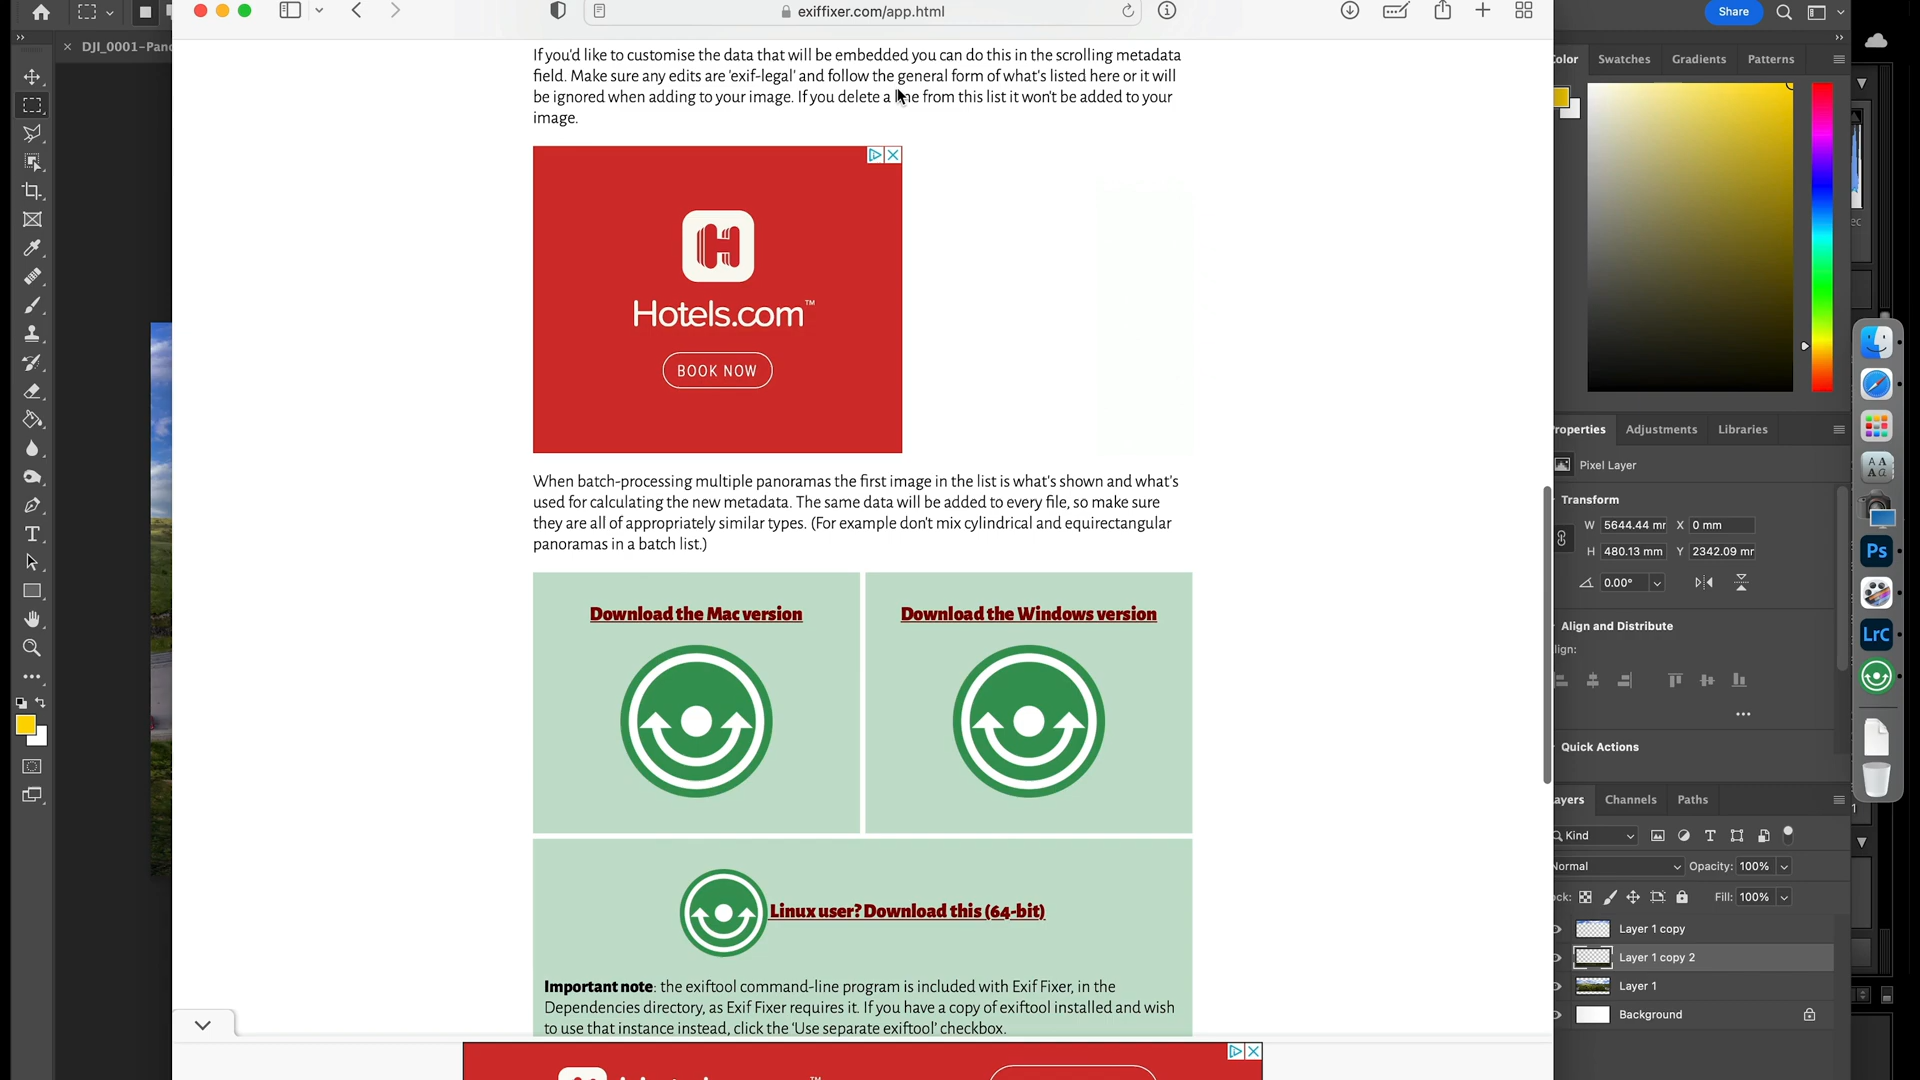 exiffixer.com/app.html
Share
DJI_0001-Pano
Color
Swatches
Gradients
Patterns
If you'd like to customise the data that will be embedded you can do this in the scrolling metadata
field. Make sure any edits are 'exif-legal' and follow the general form of what's listed here or it will
be ignored when adding to your image. If you delete a line from this list it won't be added to your
image.
Hotels.com™
BOOK NOW
When batch-processing multiple panoramas the first image in the list is what's shown and what's
used for calculating the new metadata. The same data will be added to every file, so make sure
they are all of appropriately similar types. (For example don't mix cylindrical and equirectangular
panoramas in a batch list.)
Download the Mac version
Download the Windows version
Linux user? Download this (64-bit)
Important note: the exiftool command-line program is included with Exif Fixer, in the
Dependencies directory, as Exif Fixer requires it. If you have a copy of exiftool installed and wish
to use that instance instead, click the 'Use separate exiftool' checkbox.
Properties
Adjustments
Libraries
Pixel Layer
Transform
W 5644.44 mr X 0 mm
H 480.13 mm Y 2342.09 mr
0.00°
Align and Distribute
Align:
Quick Actions
Layers
Channels
Paths
Kind
Normal
Opacity: 100%
Lock:
Fill: 100%
Layer 1 copy
Layer 1 copy 2
Layer 1
Background
Ps
LrC